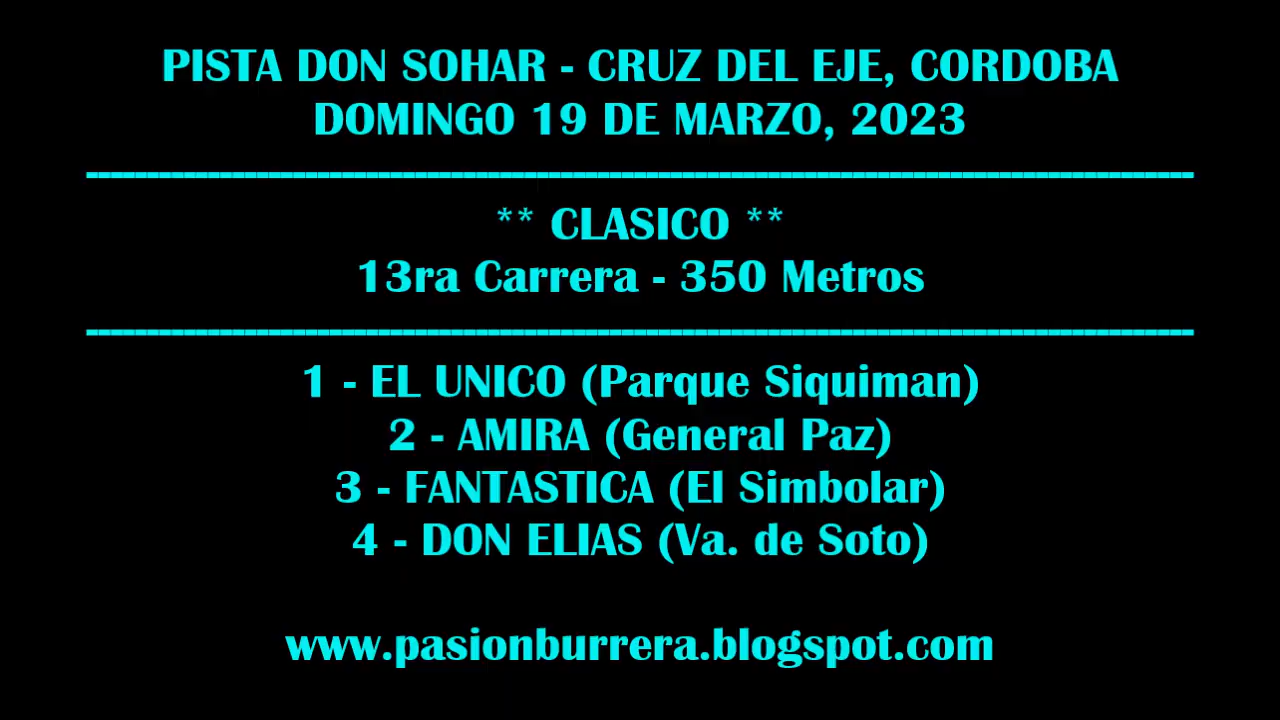 PISTA DON SOHAR - CRUZ DEL EJE, CORDOBA
DOMINGO 19 DE MARZO, 2023
** CLASICO **
13ra Carrera - 350 Metros
1 - EL UNICO (Parque Siquiman)
2 - AMIRA (General Paz)
3 - FANTASTICA (El Simbolar)
4 - DON ELIAS (Va. de Soto)
www.pasionburrera.blogspot.com